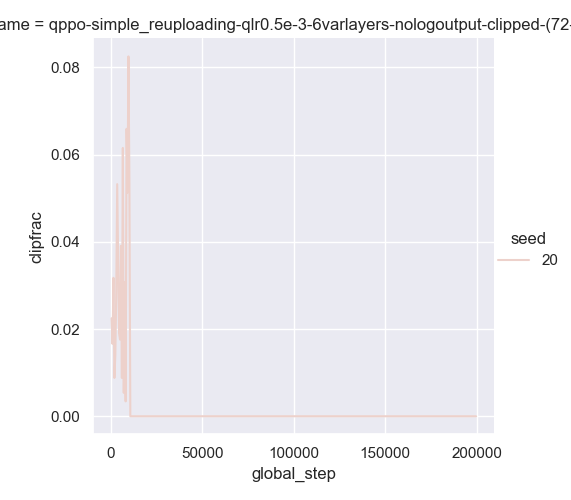 ame = qppo-simple_reuploading-qlr0.5e-3-6varlayers-nologoutput-clipped-(72-
0.08
0.06
0.04
0.02
0.00
clipfrac
0
50000
100000
150000
200000
global_step
seed
20